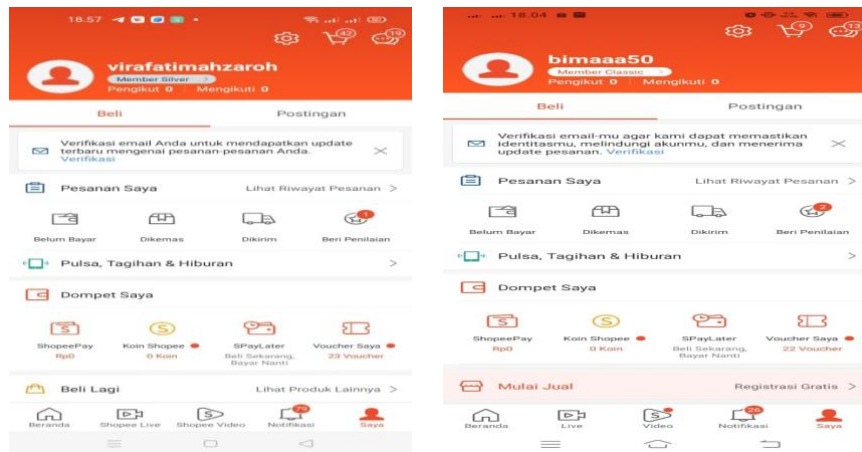 18.57
42
19
virafatimahzaroh
Member Silver >
Pengikut 0 Mengikuti 0
Beli Postingan
Verifikasi email Anda untuk mendapatkan update
terbaru mengenai pesanan-pesanan Anda.
Verifikasi
Pesanan Saya Lihat Riwayat Pesanan >
1
Belum Bayar Dikemas Dikirim Beri Penilaian
Pulsa, Tagihan & Hiburan >
Dompet Saya
ShopeePay Koin Shopee SPayLater Voucher Saya
Rp0 0 Koin Beli Sekarang, 23 Voucher
Bayar Nanti
Beli Lagi Lihat Produk Lainnya >
79
Beranda Shopee Live Shopee Video Notifikasi Saya
18.04
9
13
bimaaa50
Member Classic >
Pengikut 0 Mengikuti 0
Beli Postingan
Verifikasi email-mu agar kami dapat memastikan
identitasmu, melindungi akunmu, dan menerima
update pesanan. Verifikasi
Pesanan Saya Lihat Riwayat Pesanan >
2
Belum Bayar Dikemas Dikirim Beri Penilaian
Pulsa, Tagihan & Hiburan >
Dompet Saya
ShopeePay Koin Shopee SPayLater Voucher Saya
Rp0 0 Koin Beli Sekarang, 22 Voucher
Bayar Nanti
Mulai Jual Registrasi Gratis >
26
Beranda Live Video Notifikasi Saya